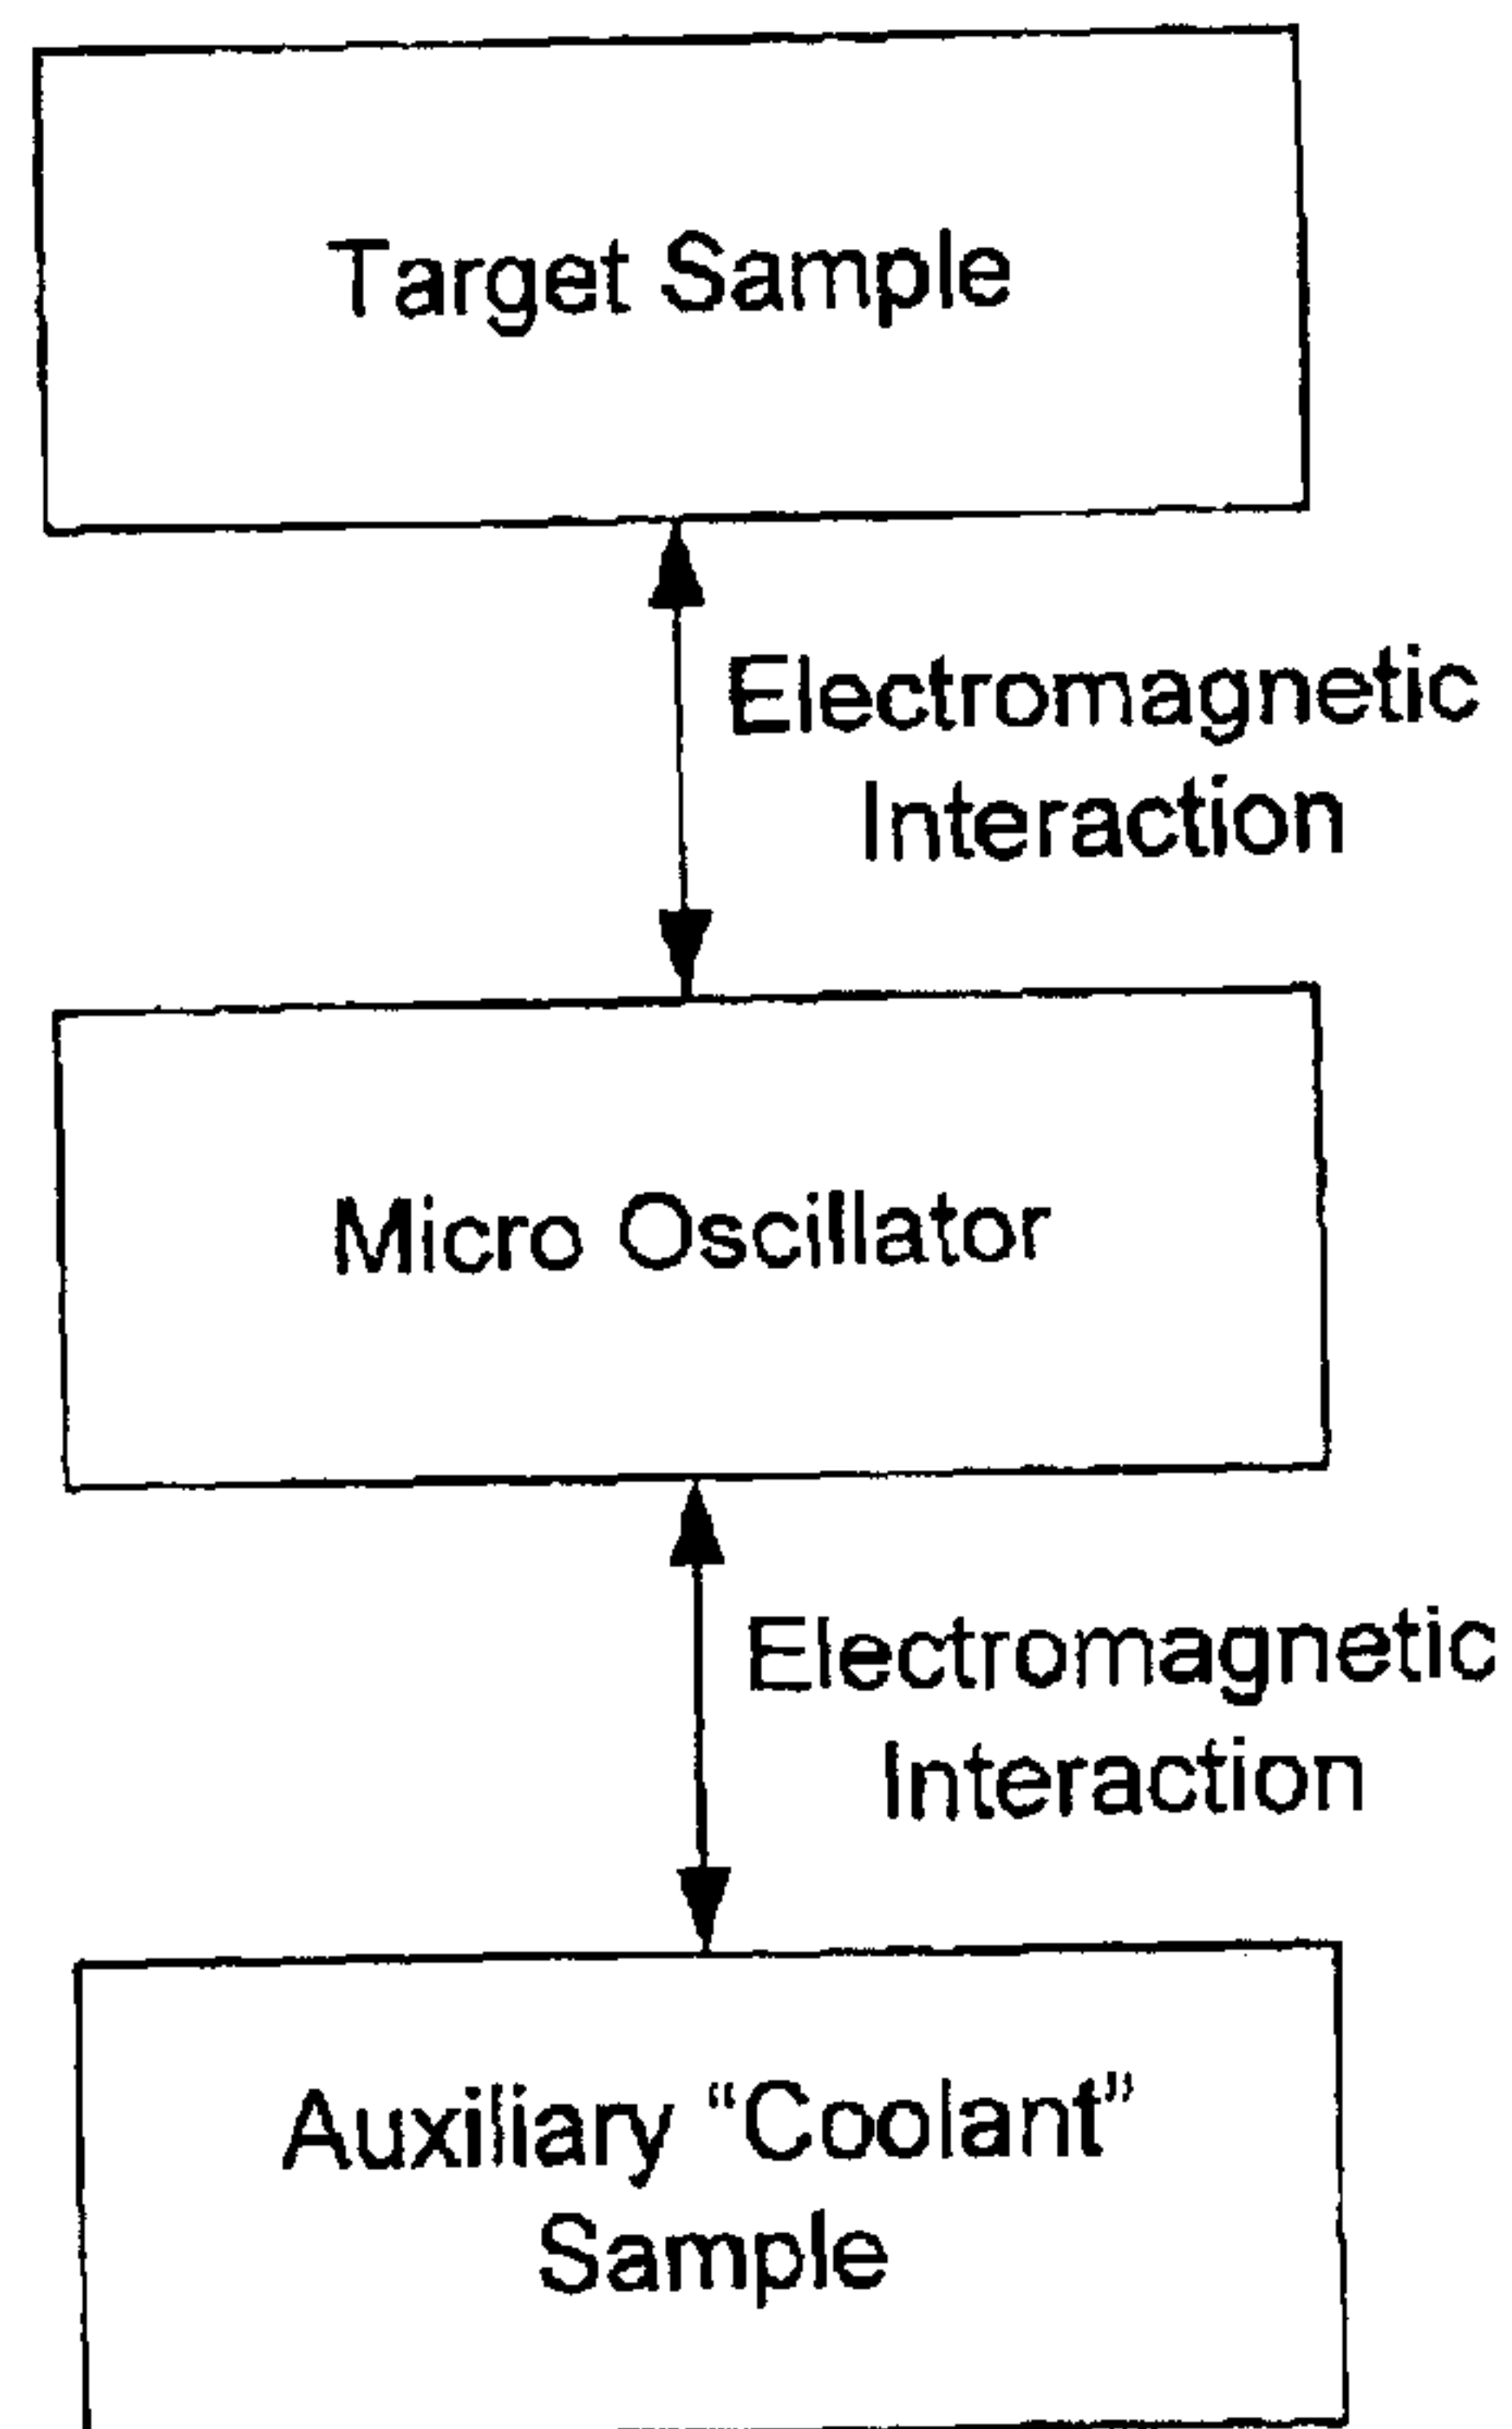 Target Sample
Electromagnetic
Interaction
Micro Oscillator
Electromagnetic
Interaction
Auxiliary “Coolant”
Sample